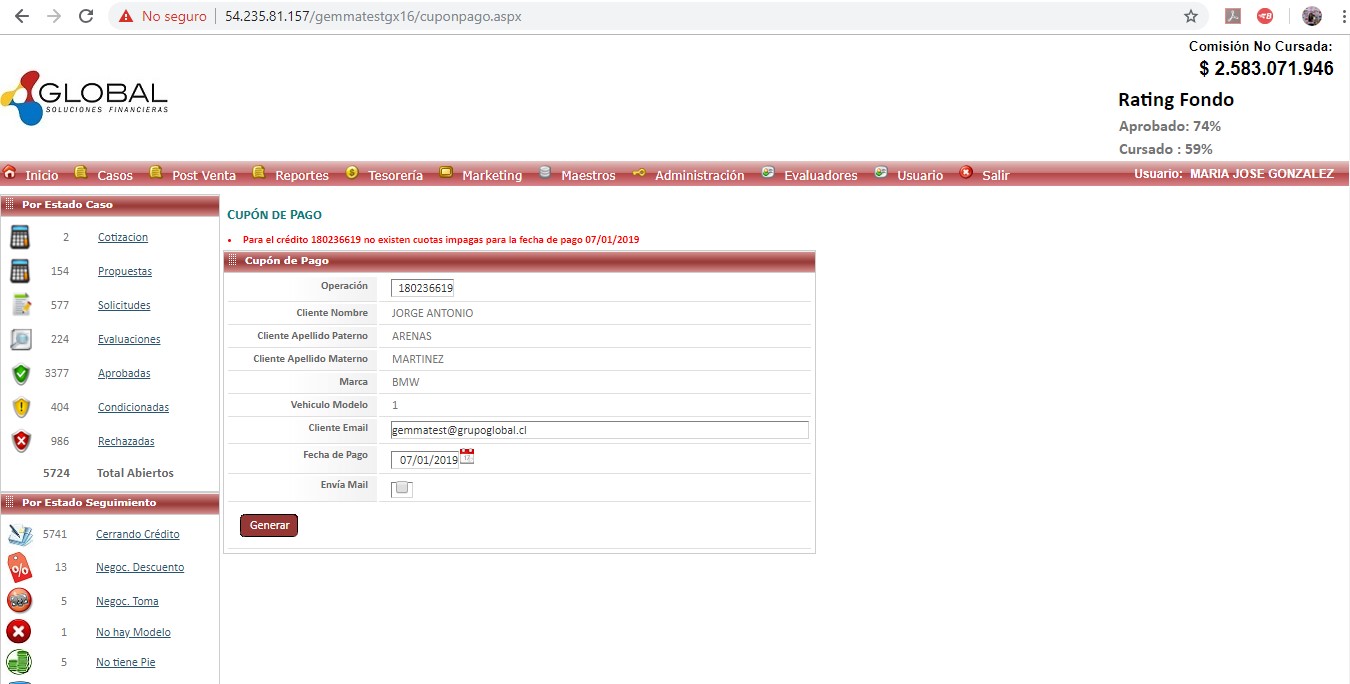 No seguro
54.235.81.157/gemmatestgx16/cuponpago.aspx
Comisión No Cursada:
$ 2.583.071.946
GLOBAL
SOLUCIONES FINANCIERAS
Rating Fondo
Aprobado: 74%
Cursado : 59%
Inicio Casos Post Venta Reportes Tesorería Marketing Maestros Administración Evaluadores Usuario Salir Usuario: MARIA JOSE GONZALEZ
Por Estado Caso
2 Cotizacion
154 Propuestas
577 Solicitudes
224 Evaluaciones
3377 Aprobadas
404 Condicionadas
986 Rechazadas
5724 Total Abiertos
Por Estado Seguimiento
5741 Cerrando Crédito
13 Negoc. Descuento
5 Negoc. Toma
1 No hay Modelo
5 No tiene Pie
CUPÓN DE PAGO
• Para el crédito 180236619 no existen cuotas impagas para la fecha de pago 07/01/2019
Cupón de Pago
Operación 180236619
Cliente Nombre JORGE ANTONIO
Cliente Apellido Paterno ARENAS
Cliente Apellido Materno MARTINEZ
Marca BMW
Vehiculo Modelo 1
Cliente Email gemmatest@grupoglobal.cl
Fecha de Pago 07/01/2019
Envía Mail
Generar